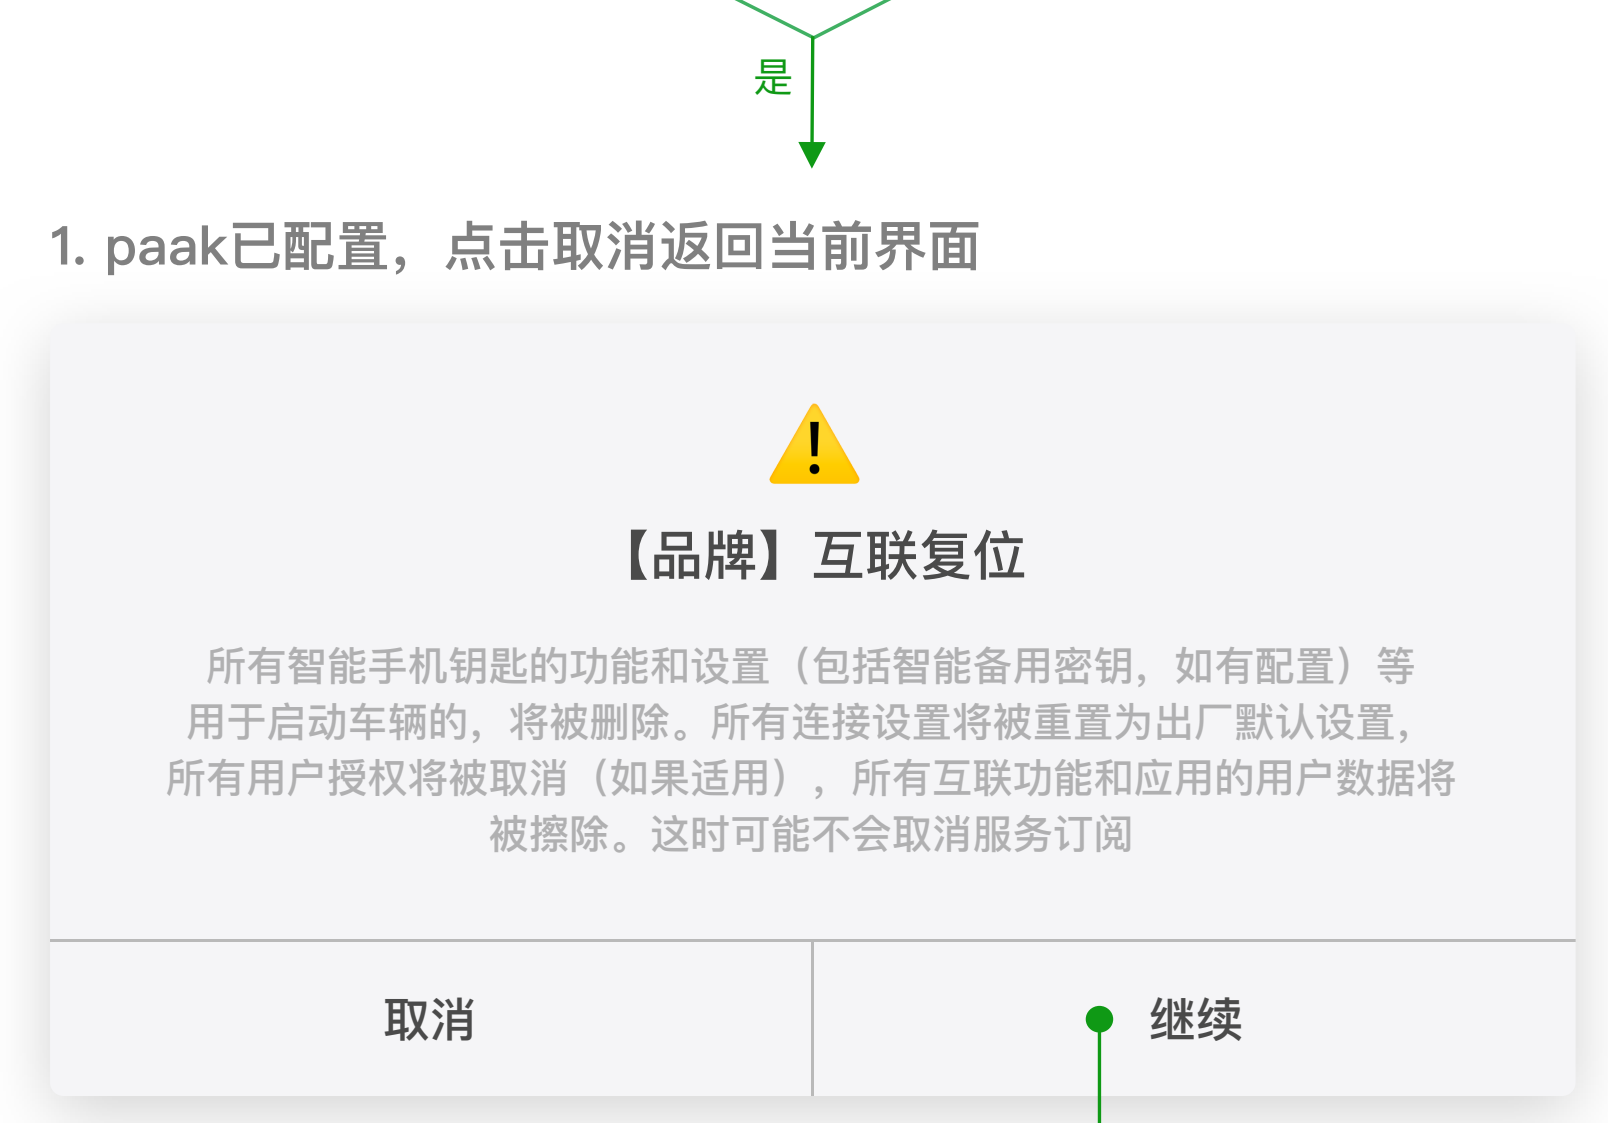 是
1. paak已配置，点击取消返回当前界面
【品牌】互联复位
所有智能手机钥匙的功能和设置（包括智能备用密钥，如有配置）等
用于启动车辆的，将被删除。所有连接设置将被重置为出厂默认设置，
所有用户授权将被取消（如果适用），所有互联功能和应用的用户数据将
被擦除。这时可能不会取消服务订阅
取消
继续